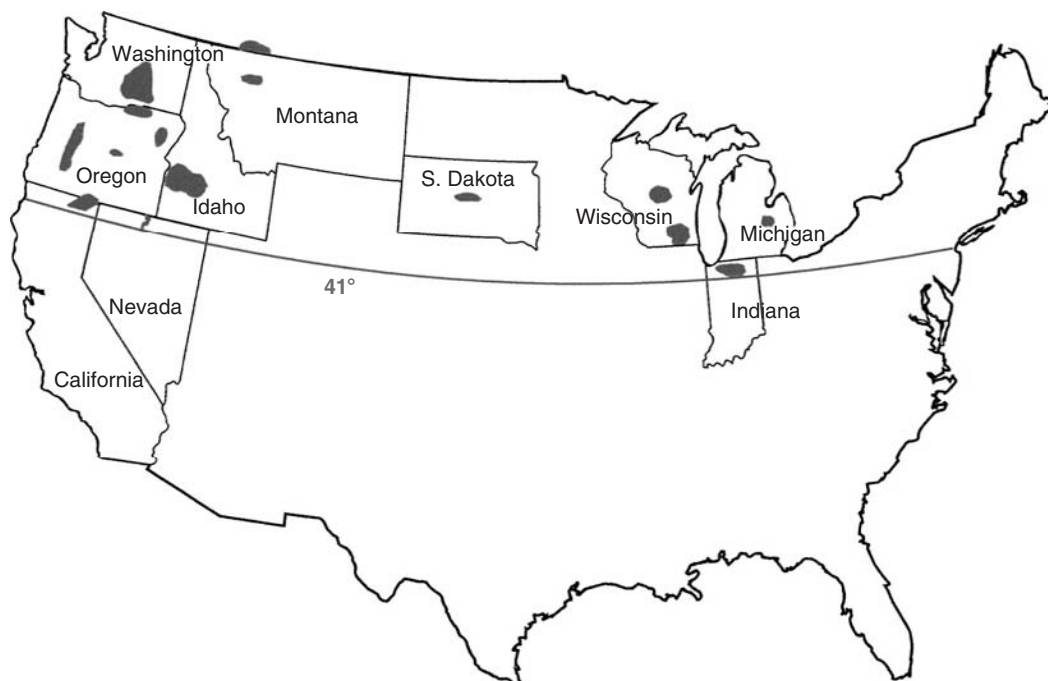 Washington
Montana
Oregon
Idaho
S. Dakota
Wisconsin
Michigan
41°
Nevada
Indiana
California